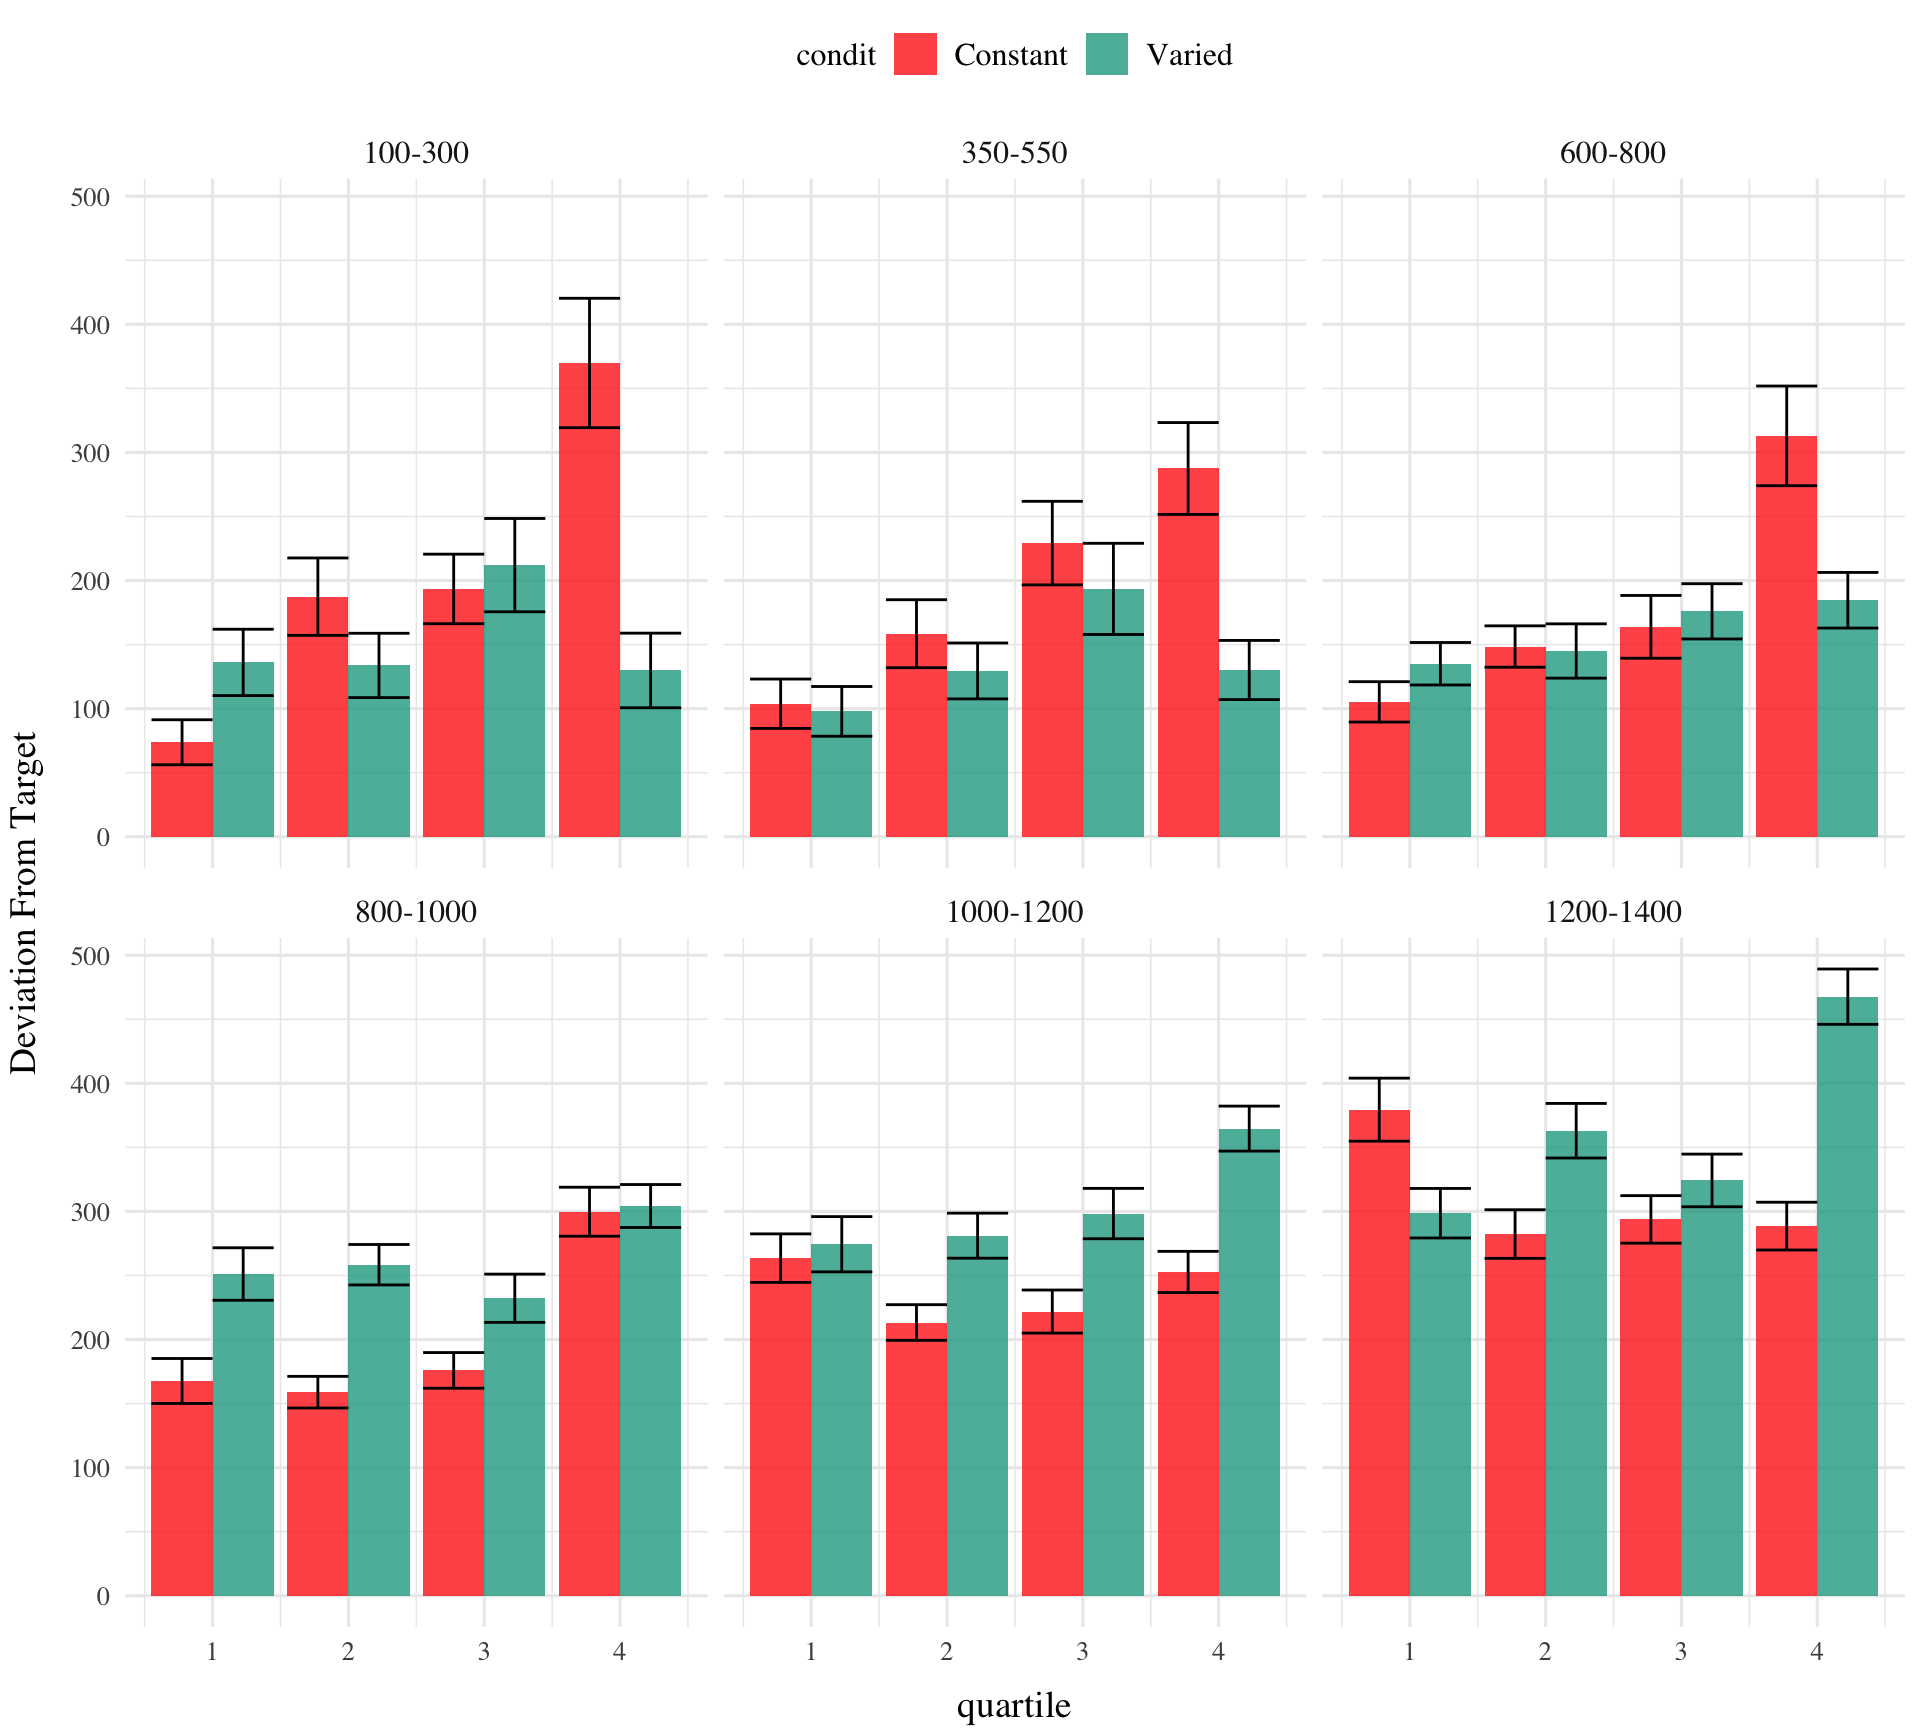 condit Constant Varied
100-300 350-550 600-800
500
400
300
200
100
0
Deviation From Target
800-1000 1000-1200 1200-1400
500
400
300
200
100
0
1 2 3 4 1 2 3 4 1 2 3 4
quartile